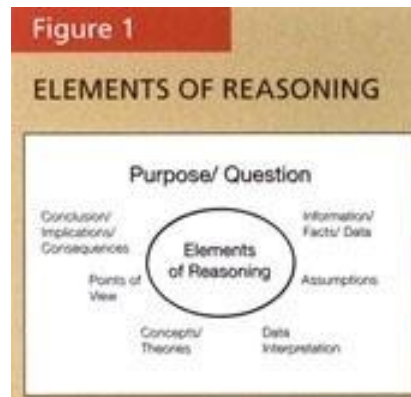 Figure 1
ELEMENTS OF REASONING
Purpose/ Question
Conclusion/
Implications/
Consequences
Information/
Facts/ Data
Elements
of Reasoning
Points of
View
Assumptions
Concepts/
Theories
Data
Interpretation